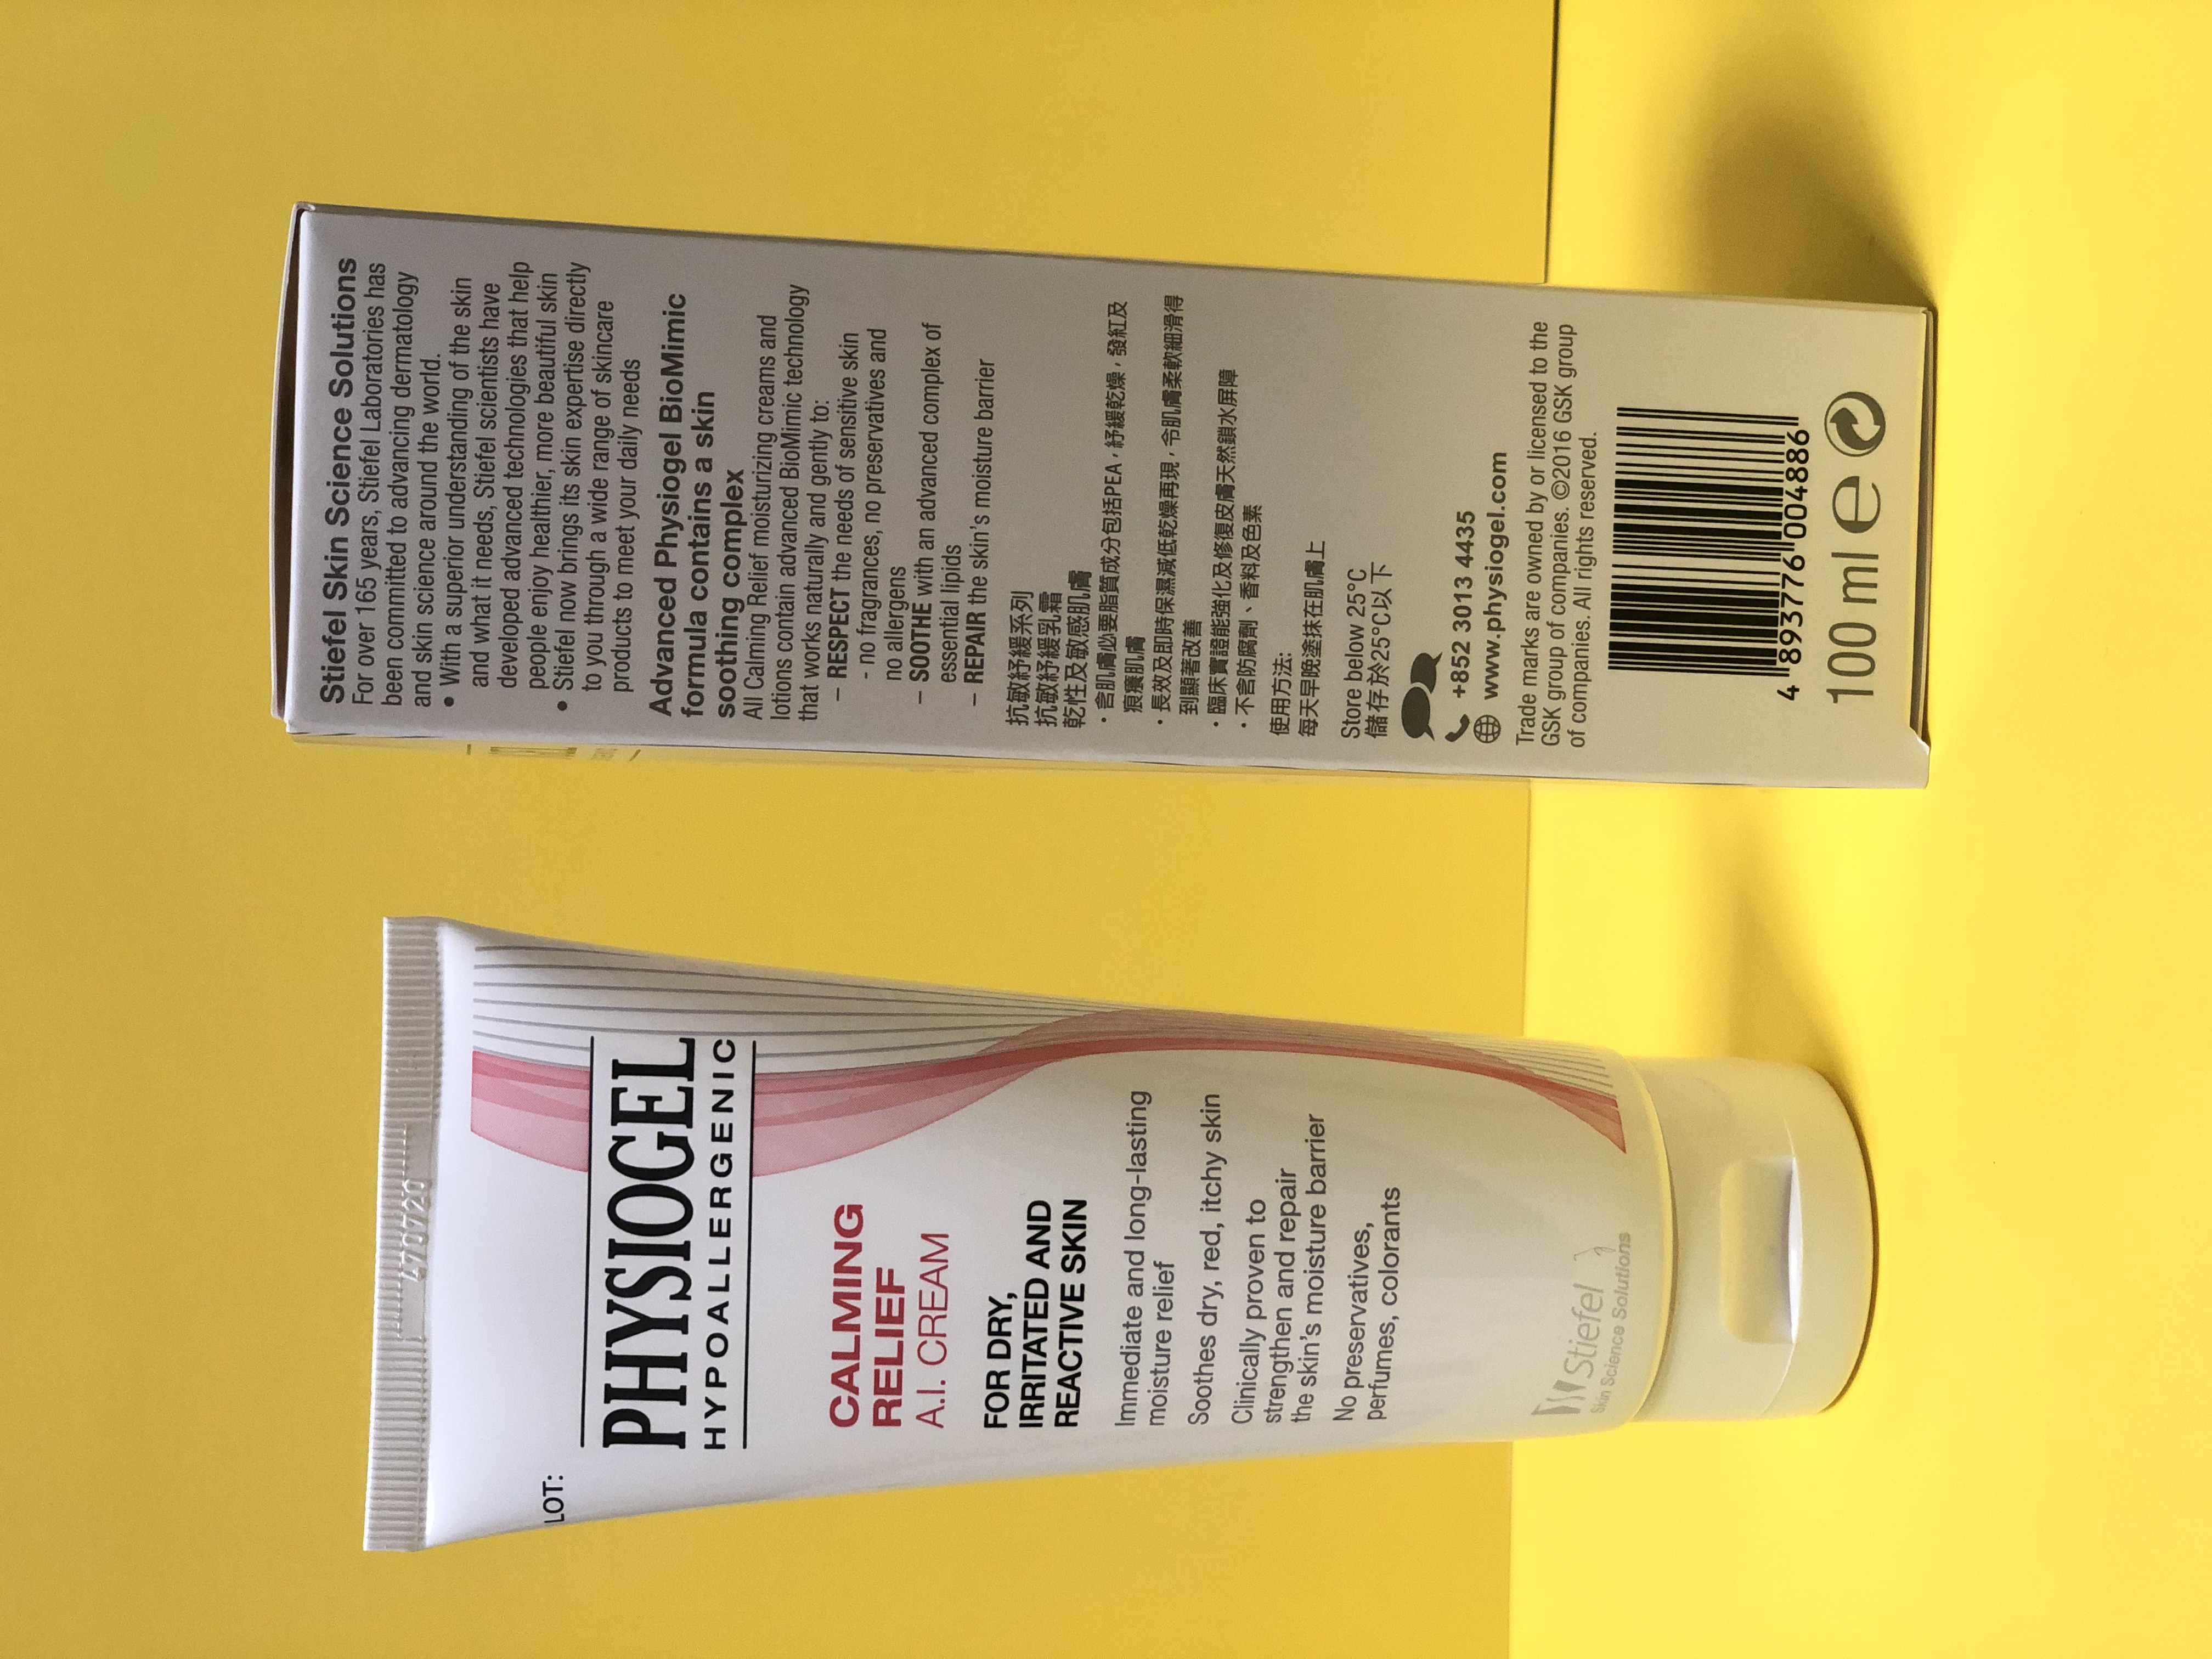 470720
LOT:
PHYSIOGEL
HYPOALLERGENIC
CALMING
RELIEF
A.I. CREAM
FOR DRY,
IRRITATED AND
REACTIVE SKIN
Immediate and long-lasting
moisture relief
Soothes dry, red, itchy skin
Clinically proven to
strengthen and repair
the skin's moisture barrier
No preservatives,
perfumes, colorants
Stiefel
Skin Science Solutions
Stiefel Skin Science Solutions
For over 165 years, Stiefel Laboratories has
been committed to advancing dermatology
and skin science around the world.
• With a superior understanding of the skin
and what it needs, Stiefel scientists have
developed advanced technologies that help
people enjoy healthier, more beautiful skin
• Stiefel now brings its skin expertise directly
to you through a wide range of skincare
products to meet your daily needs
Advanced Physiogel BioMimic
formula contains a skin
soothing complex
All Calming Relief moisturizing creams and
lotions contain advanced BioMimic technology
that works naturally and gently to:
– RESPECT the needs of sensitive skin
- no fragrances, no preservatives and
no allergens
– SOOTHE with an advanced complex of
essential lipids
– REPAIR the skin's moisture barrier
抗敏紓緩系列
抗敏紓緩乳霜
乾性及敏感肌膚
・含肌膚必要脂質成分包括PEA，紓緩乾燥，發紅及
痕癢肌膚
・長效及即時保濕減低乾燥再現，令肌膚柔軟細滑得
到顯著改善
・臨床實證能強化及修復皮膚天然鎖水屏障
・不含防腐劑、香料及色素
使用方法:
每天早晚塗抹在肌膚上
Store below 25°C
儲存於25°C以下
+852 3013 4435
www.physiogel.com
Trade marks are owned by or licensed to the
GSK group of companies. ©2016 GSK group
of companies. All rights reserved.
4 893776 004886
100 ml e